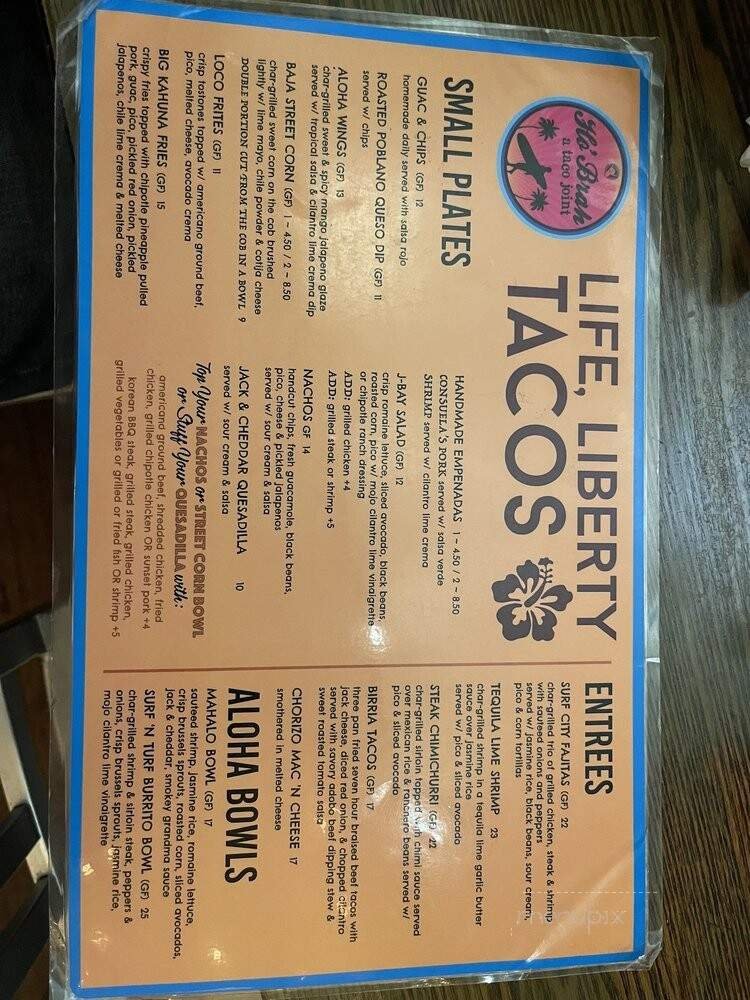 Ho' Brah
a taco joint
LIFE, LIBERTY
TACOS
SMALL PLATES
GUAC & CHIPS (GF) 12
homemade daily served with salsa rojo
ROASTED POBLANO QUESO DIP (GF) 11
served w/ chips
ALOHA WINGS (GF) 13
char-grilled sweet & spicy mango jalapeno glaze
served w/ tropical salsa & cilantro lime crema dip
BAJA STREET CORN (GF) 1 ~ 4.50 / 2 ~ 8.50
char-grilled sweet corn on the cob brushed
lightly w/ lime mayo, chile powder & cotija cheese
DOUBLE PORTION CUT FROM THE COB IN A BOWL 9
LOCO FRITES (GF) 11
crisp tostones topped w/ americano ground beef,
pico, melted cheese, avocado crema
BIG KAHUNA FRIES (GF) 15
crispy fries topped with chipotle pineapple pulled
pork, guac, pico, pickled red onion, pickled
jalapenos, chile lime crema & melted cheese
HANDMADE EMPENADAS 1 ~ 4.50 / 2 ~ 8.50
CONSUELA'S PORK served w/ salsa verde
SHRIMP served w/ cilantro lime crema
J-BAY SALAD (GF) 12
crisp romaine lettuce, sliced avocado, black beans,
roasted corn, pico w/ mojo cilantro lime vinaigrette
or chipotle ranch dressing
ADD: grilled chicken +4
ADD: grilled steak or shrimp +5
NACHOS GF 14
handcut chips, fresh guacamole, black beans,
pico, cheese & pickled jalapenos
served w/ sour cream & salsa
JACK & CHEDDAR QUESADILLA 10
served w/ sour cream & salsa
Top Your NACHOS or STREET CORN BOWL
or Stuff Your QUESADILLA with:
americano ground beef, shredded chicken, fried
chicken, grilled chipotle chicken OR sunset pork +4
korean BBQ steak, grilled steak, grilled chicken,
grilled vegetables or grilled or fried fish OR shrimp +5
ENTREES
SURF CITY FAJITAS (GF) 22
char-grilled trio of grilled chicken, steak & shrimp
with sauteed onions and peppers
served w/ jasmine rice, black beans, sour cream,
pico & corn tortillas
TEQUILA LIME SHRIMP 23
char-grilled shrimp in a tequila lime garlic butter
sauce over jasmine rice
served w/ pico & sliced avocado
STEAK CHIMICHURRI (GF) 22
char-grilled sirloin topped with chimi sauce served
over mexican rice & ranchero beans served w/
pico & sliced avocado
BIRRIA TACOS (GF) 17
three pan fried seven hour braised beef tacos with
jack cheese, diced red onion, & chopped cilantro
served with savory adobo beef dipping stew &
sweet roasted tomato salsa
CHORIZO MAC 'N CHEESE 17
smothered in melted cheese
ALOHA BOWLS
MAHALO BOWL (GF) 17
sauteed shrimp, jasmine rice, romaine lettuce,
crisp brussels sprouts, roasted corn, sliced avocados,
jack & cheddar, smokey grandma sauce
SURF 'N TURF BURRITO BOWL (GF) 25
char-grilled shrimp & sirloin steak, peppers &
onions, crisp brussels sprouts, jasmine rice,
mojo cilantro lime vinaigrette